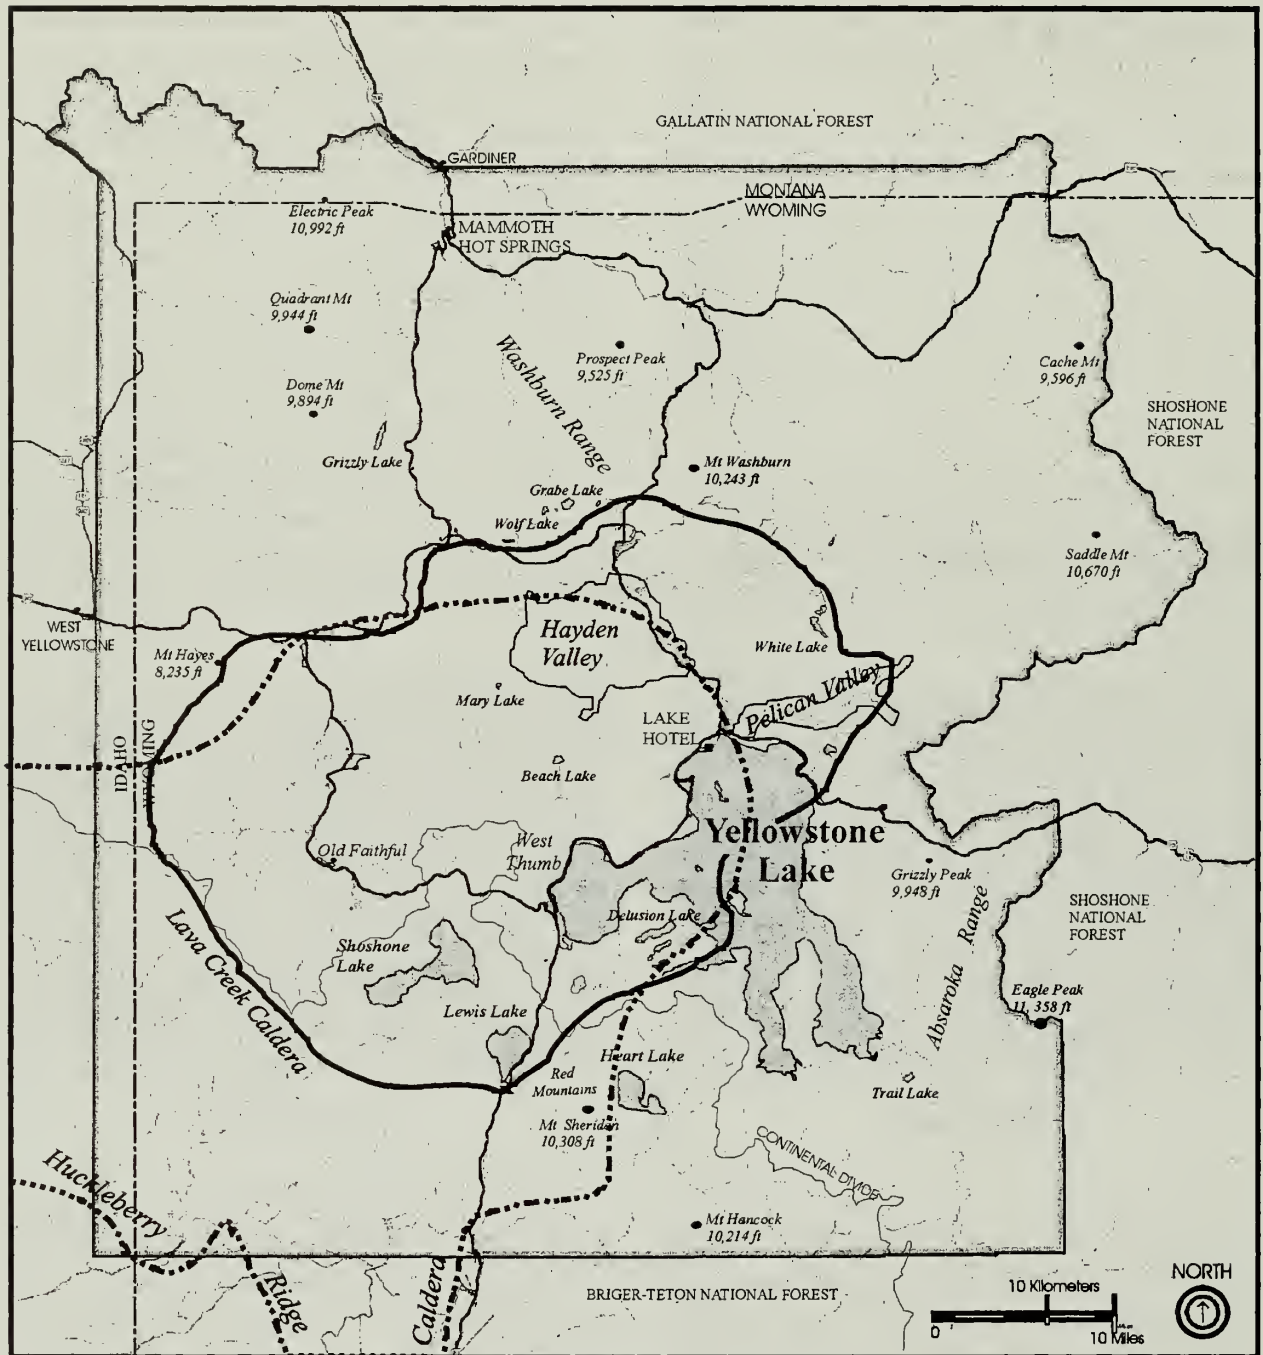 GALLATIN NATIONAL FOREST
GARDINER
MONTANA
WYOMING
Electric Peak
10,992 ft
MAMMOTH
HOT SPRINGS
Quadrant Mt
9,944 ft
Washburn Range
Prospect Peak
9,525 ft
Cache Mt
9,596 ft
Dome Mt
9,894 ft
SHOSHONE
NATIONAL
FOREST
Grizzly Lake
Mt Washburn
10,243 ft
Grabe Lake
Wolf Lake
Saddle Mt
10,670 ft
WEST
YELLOWSTONE
Hayden
Valley
White Lake
Mt Hayes
8,235 ft
Mary Lake
Pelican Valley
LAKE
HOTEL
IDAHO
WYOMING
Beach Lake
Yellowstone
Lake
West
Thumb
Old Faithful
Grizzly Peak
9,948 ft
Absaroka Range
SHOSHONE
NATIONAL
FOREST
Delusion Lake
Lava Creek Caldera
Shoshone
Lake
Eagle Peak
11,358 ft
Lewis Lake
Heart Lake
Red
Mountains
Trail Lake
Mt Sheridan
10,308 ft
CONTINENTAL DIVIDE
Huckleberry
Ridge
Caldera
Mt Hancock
10,214 ft
BRIGER-TETON NATIONAL FOREST
10 Kilometers
0
10 Miles
NORTH